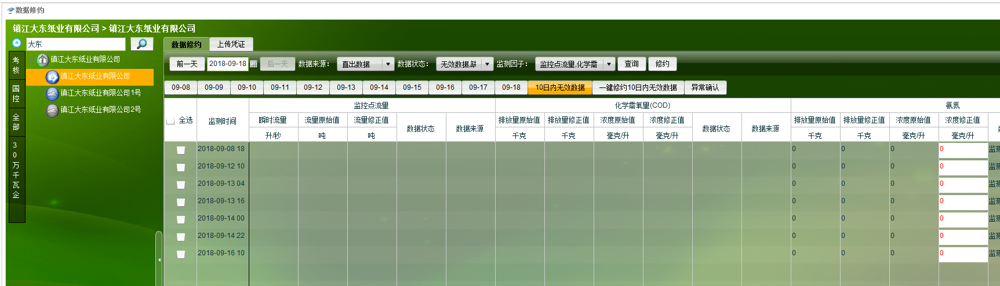 数据修约
镇江大东纸业有限公司 > 镇江大东纸业有限公司
大东
考核
国控
全部
30万千瓦企
镇江大东纸业有限公司
镇江大东纸业有限公司
镇江大东纸业有限公司1号
镇江大东纸业有限公司2号
数据修约 上传凭证
前一天 2018-09-18 后一天 数据来源： 直出数据 数据状态： 无效数据, 监测因子： 监控点流量,化学需 查询 修约
09-08 09-09 09-10 09-11 09-12 09-13 09-14 09-15 09-16 09-17 09-18 10日内无效数据 一键修约10日内无效数据 异常确认
全选 监测时间 监控点流量 化学需氧量(COD) 氨氮
瞬时流量 流量原始值 流量修正值 数据状态 数据来源 排放量原始值 排放量修正值 浓度原始值 浓度修正值 数据状态 数据来源 排放量原始值 排放量修正值 浓度原始值 浓度修正值
升/秒 吨 吨 千克 千克 毫克/升 毫克/升 千克 千克 毫克/升 毫克/升
2018-09-08 18 0 0 0 0 监测
2018-09-12 10 0 0 0 0 监测
2018-09-13 04 0 0 0 0 监测
2018-09-13 16 0 0 0 0 监测
2018-09-14 00 0 0 0 0 监测
2018-09-14 22 0 0 0 0 监测
2018-09-16 10 0 0 0 0 监测